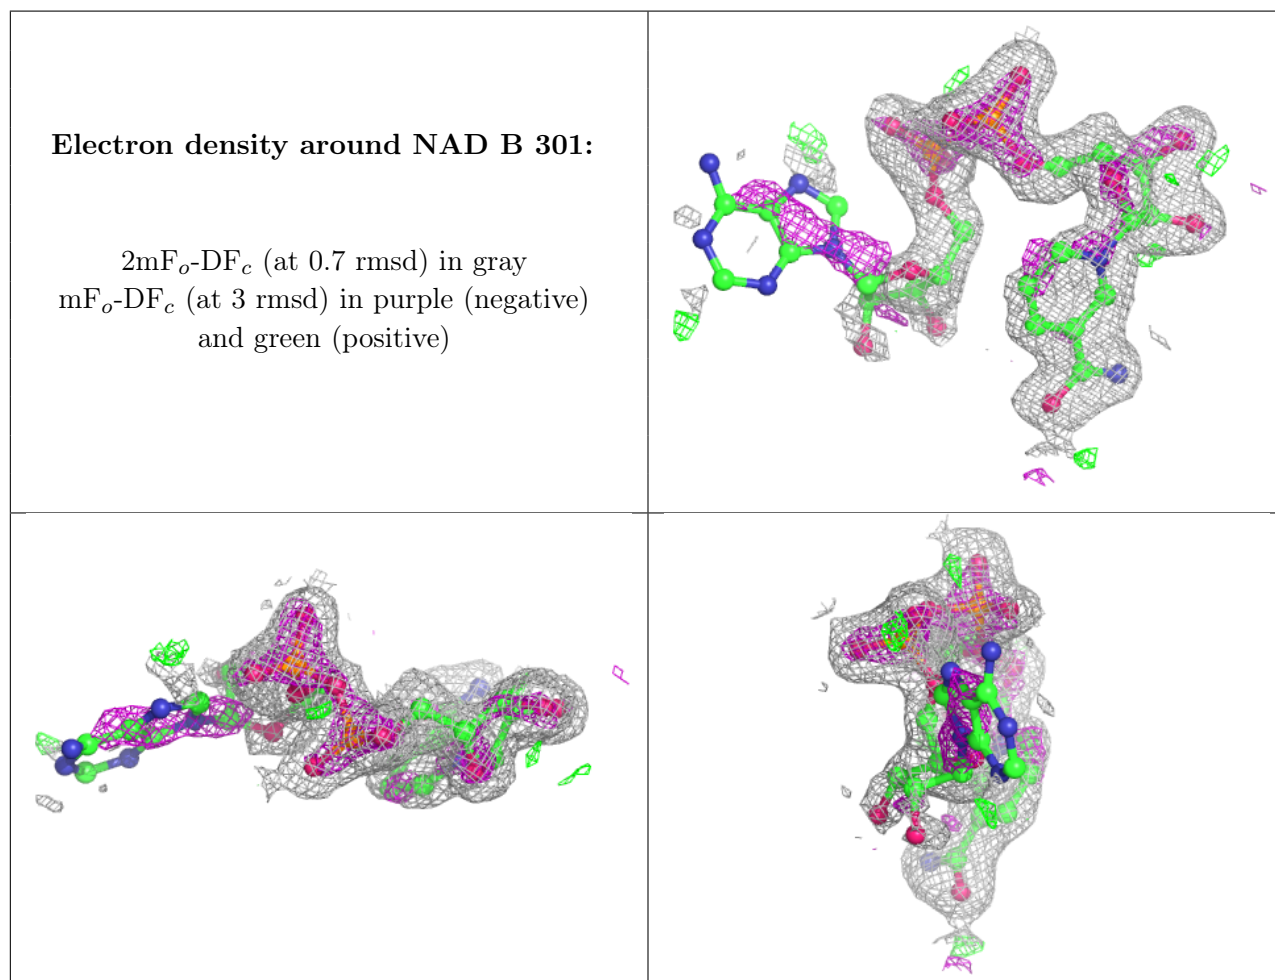 Electron density around NAD B 301:
2mFₒ-DF𝒸 (at 0.7 rmsd) in gray
mFₒ-DF𝒸 (at 3 rmsd) in purple (negative)
and green (positive)